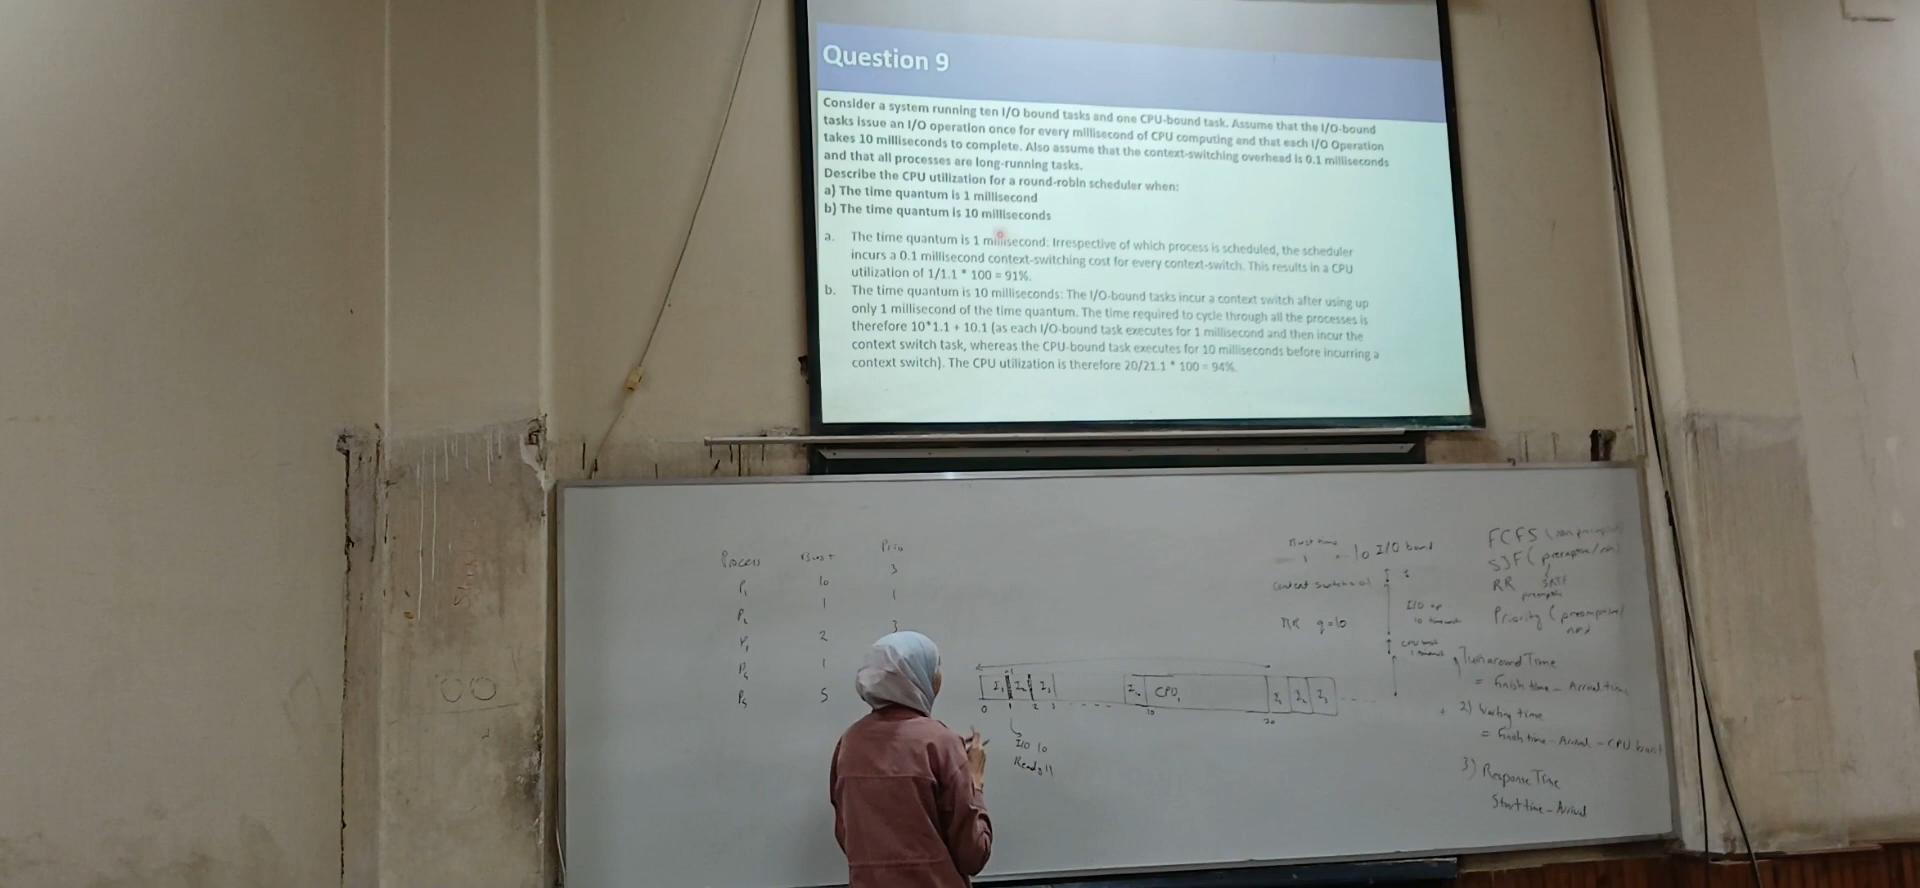 Question 9
Consider a system running ten I/O bound tasks and one CPU-bound task. Assume that the I/O-bound
tasks issue an I/O operation once for every millisecond of CPU computing and that each I/O Operation
takes 10 milliseconds to complete. Also assume that the context-switching overhead is 0.1 milliseconds
and that all processes are long-running tasks.
Describe the CPU utilization for a round-robin scheduler when:
a) The time quantum is 1 millisecond
b) The time quantum is 10 milliseconds
a. The time quantum is 1 millisecond: Irrespective of which process is scheduled, the scheduler
incurs a 0.1 millisecond context-switching cost for every context-switch. This results in a CPU
utilization of 1/1.1 * 100 = 91%.
b. The time quantum is 10 milliseconds: The I/O-bound tasks incur a context switch after using up
only 1 millisecond of the time quantum. The time required to cycle through all the processes is
therefore 10*1.1 + 10.1 (as each I/O-bound task executes for 1 millisecond and then incur the
context switch task, whereas the CPU-bound task executes for 10 milliseconds before incurring a
context switch). The CPU utilization is therefore 20/21.1 * 100 = 94%.
Process Burst Prio
P1 10 3
P2 1 1
2 3
1
P5 5
10 I/O bound
RR q=10
I1 I2 I3
CPU
I1 I2 I3
0 1 2 3 10 20
I/O 10
Ready 11
FCFS
SJF (
RR
Priority (
Turnaround Time
= finish time - Arrival time
2) Waiting time
= finish time - Arrival - CPU burst
3) Response Time
Start time - Arrival